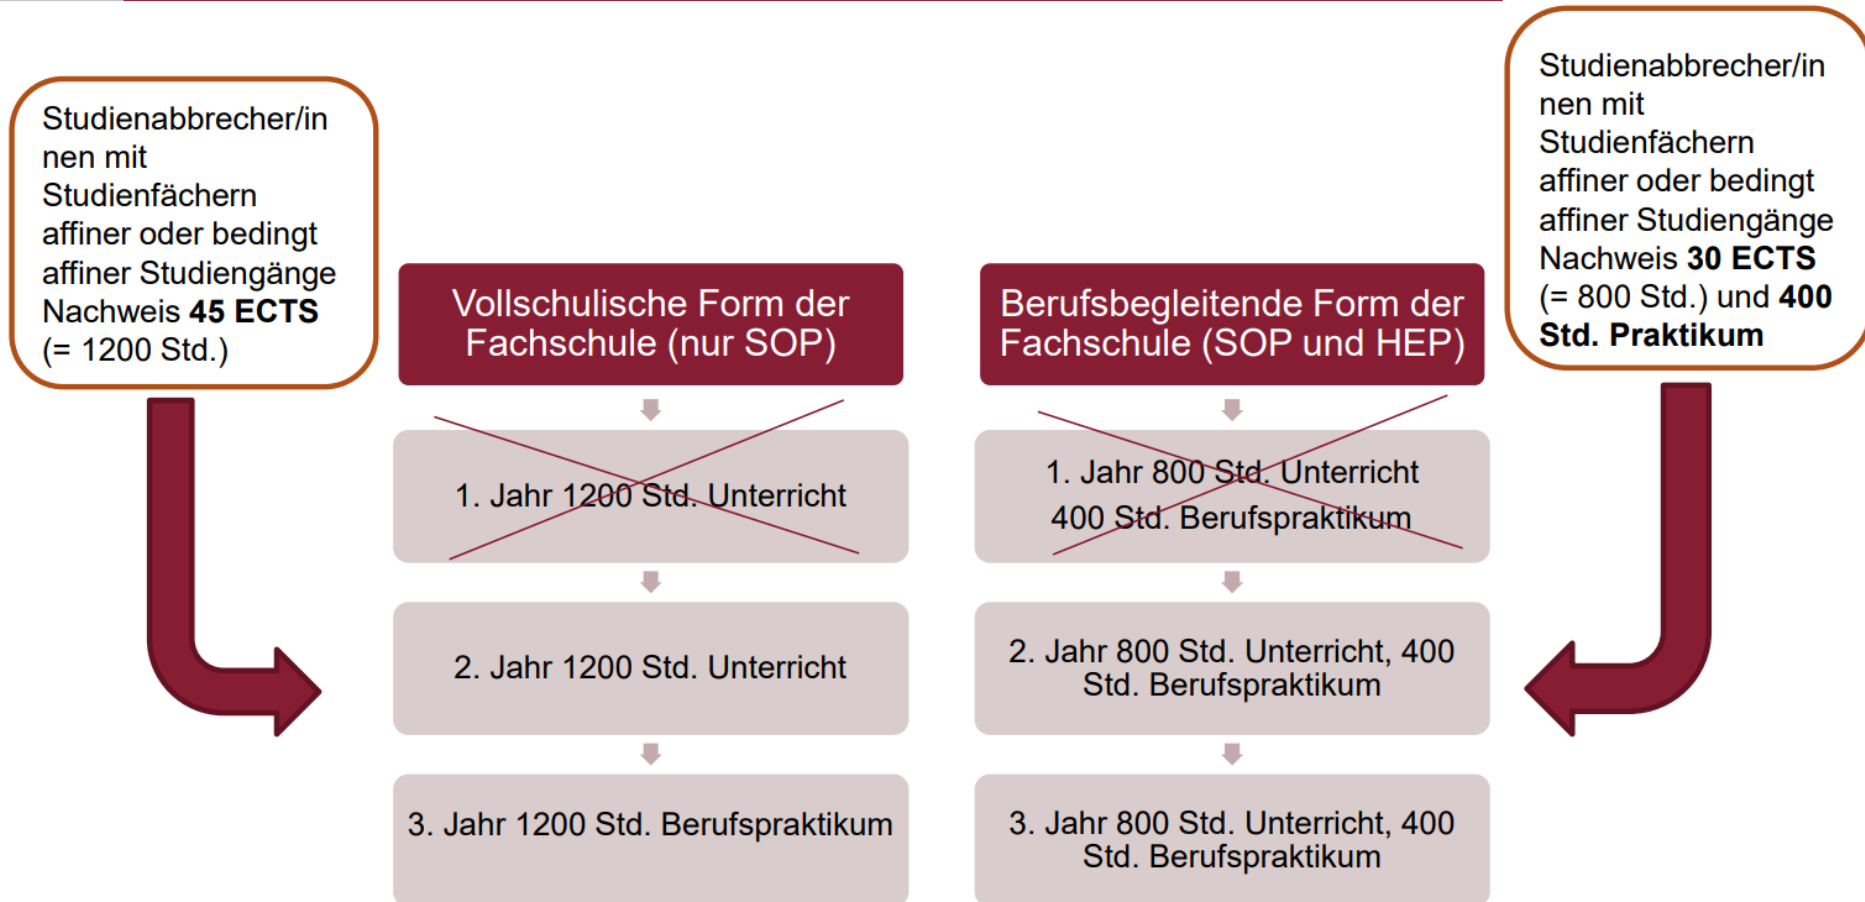 Studienabbrecher/in
nen mit
Studienfächern
affiner oder bedingt
affiner Studiengänge
Nachweis 45 ECTS
(= 1200 Std.)
Vollschulische Form der
Fachschule (nur SOP)
1. Jahr 1200 Std. Unterricht
2. Jahr 1200 Std. Unterricht
3. Jahr 1200 Std. Berufspraktikum
Berufsbegleitende Form der
Fachschule (SOP und HEP)
1. Jahr 800 Std. Unterricht
400 Std. Berufspraktikum
2. Jahr 800 Std. Unterricht, 400
Std. Berufspraktikum
3. Jahr 800 Std. Unterricht, 400
Std. Berufspraktikum
Studienabbrecher/in
nen mit
Studienfächern
affiner oder bedingt
affiner Studiengänge
Nachweis 30 ECTS
(= 800 Std.) und 400
Std. Praktikum